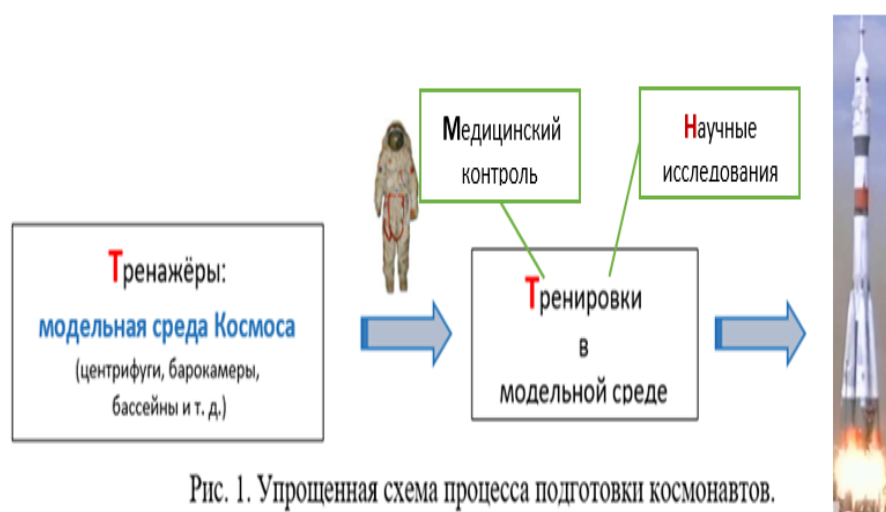 Медицинский
контроль
Научные
исследования
Тренажёры:
модельная среда Космоса
(центрифуги, барокамеры,
бассейны и т. д.)
Тренировки
в
модельной среде
Рис. 1. Упрощенная схема процесса подготовки космонавтов.